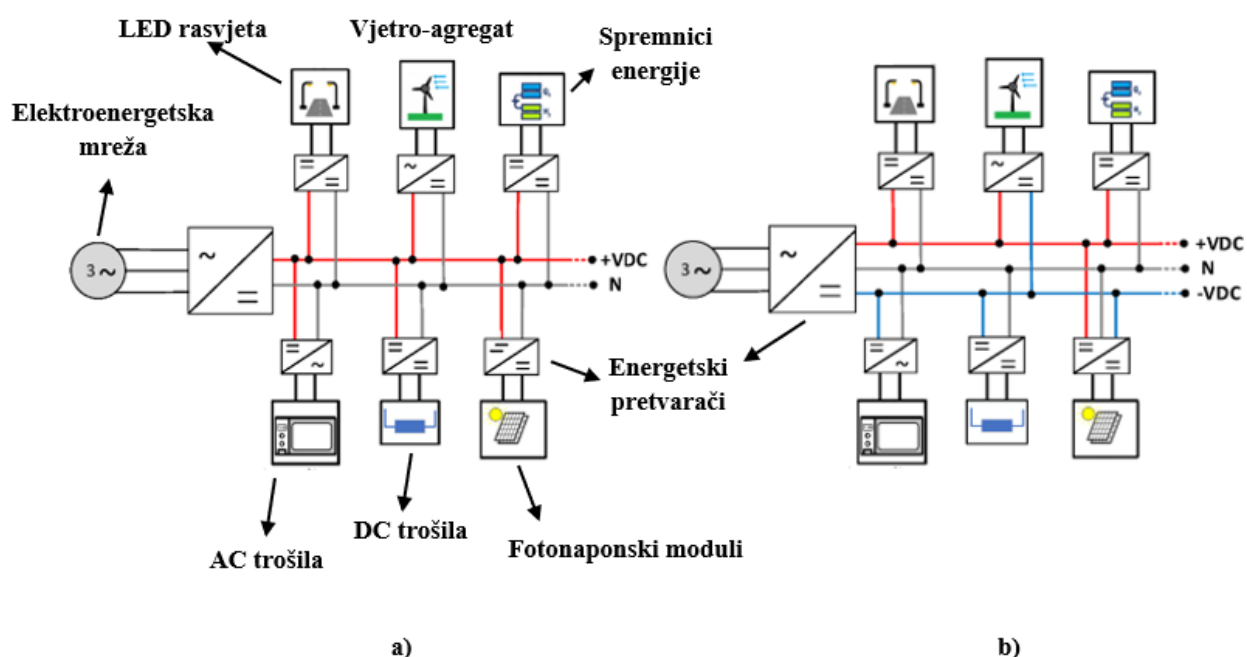 LED rasvjeta
Vjetro-agregat
Spremnici
energije
Elektroenergetska
mreža
3 ~
~
+VDC
N
Energetski
pretvarači
AC trošila
DC trošila
Fotonaponski moduli
a)
3 ~
~
+VDC
N
-VDC
b)